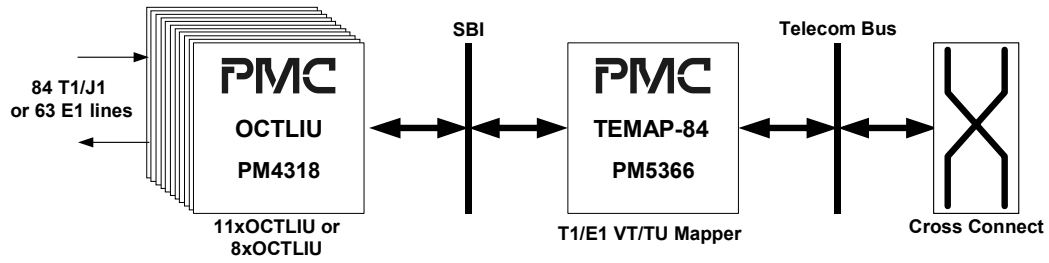 84 T1/J1
or 63 E1 lines
PMC
OCTLIU
PM4318
11xOCTLIU or
8xOCTLIU
SBI
PMC
TEMAP-84
PM5366
T1/E1 VT/TU Mapper
Telecom Bus
Cross Connect